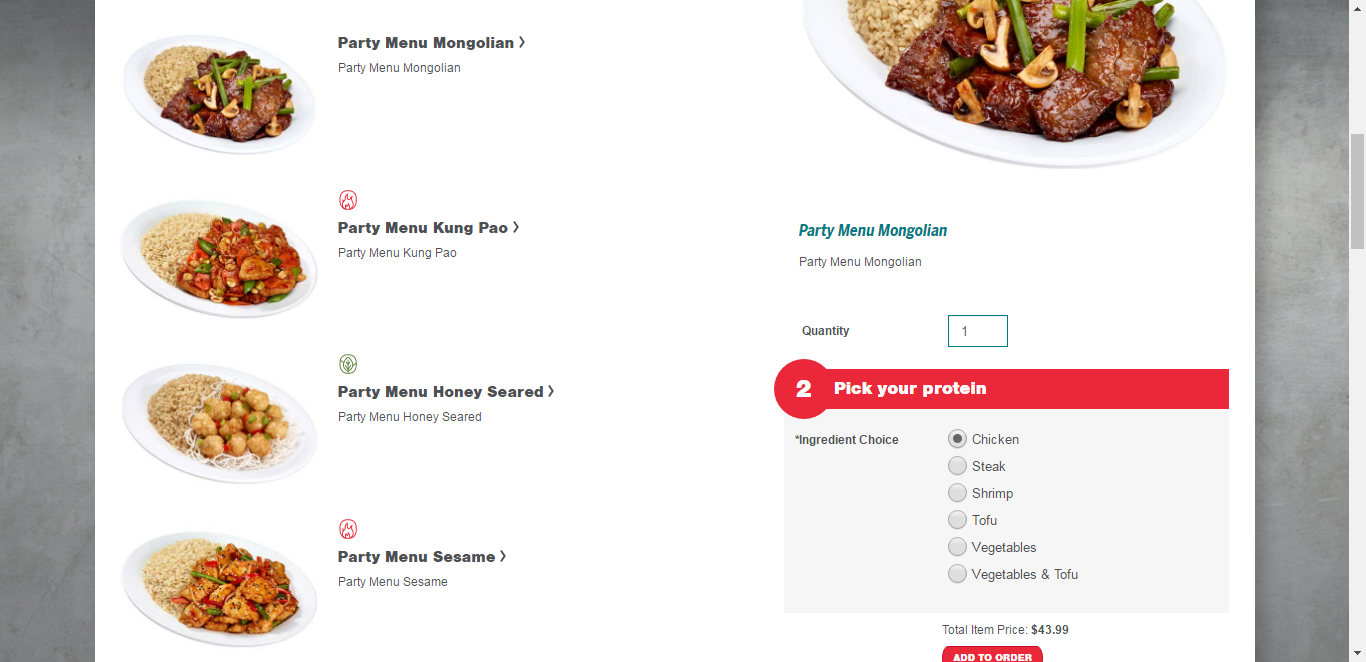 Party Menu Mongolian >
Party Menu Mongolian
Party Menu Kung Pao >
Party Menu Kung Pao
Party Menu Honey Seared >
Party Menu Honey Seared
Party Menu Sesame >
Party Menu Sesame
Party Menu Mongolian
Party Menu Mongolian
Quantity 1
2 Pick your protein
*Ingredient Choice
Chicken
Steak
Shrimp
Tofu
Vegetables
Vegetables & Tofu
Total Item Price: $43.99
ADD TO ORDER